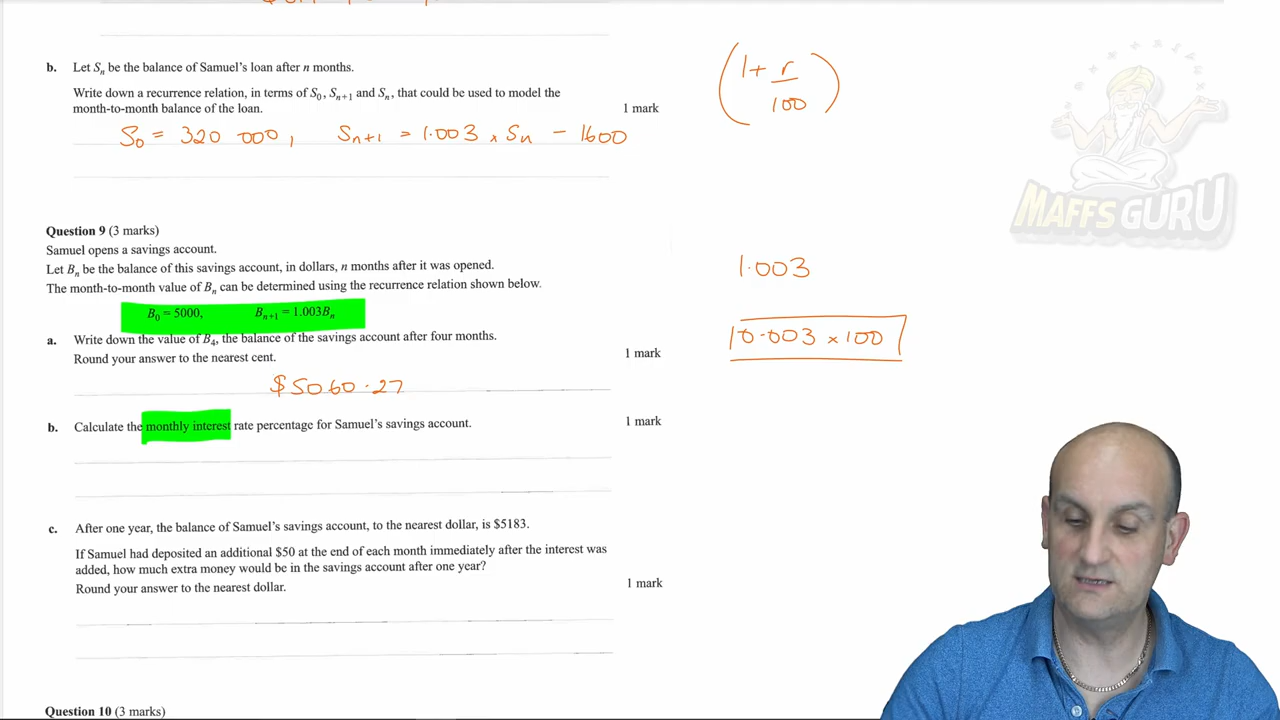 b. Let Sn be the balance of Samuel's loan after n months.
Write down a recurrence relation, in terms of S0, Sn+1 and Sn, that could be used to model the
month-to-month balance of the loan. 1 mark
S0 = 320 000, Sn+1 = 1.003 × Sn − 1600
(1 + r/100)
MAFFS GURU
Question 9 (3 marks)
Samuel opens a savings account.
Let Bn be the balance of this savings account, in dollars, n months after it was opened.
The month-to-month value of Bn can be determined using the recurrence relation shown below.
B0 = 5000, Bn+1 = 1.003Bn
1.003
a. Write down the value of B4, the balance of the savings account after four months.
Round your answer to the nearest cent. 1 mark
$5060.27
0.003 × 100
b. Calculate the monthly interest rate percentage for Samuel's savings account. 1 mark
c. After one year, the balance of Samuel's savings account, to the nearest dollar, is $5183.
If Samuel had deposited an additional $50 at the end of each month immediately after the interest was
added, how much extra money would be in the savings account after one year?
Round your answer to the nearest dollar. 1 mark
Question 10 (3 marks)